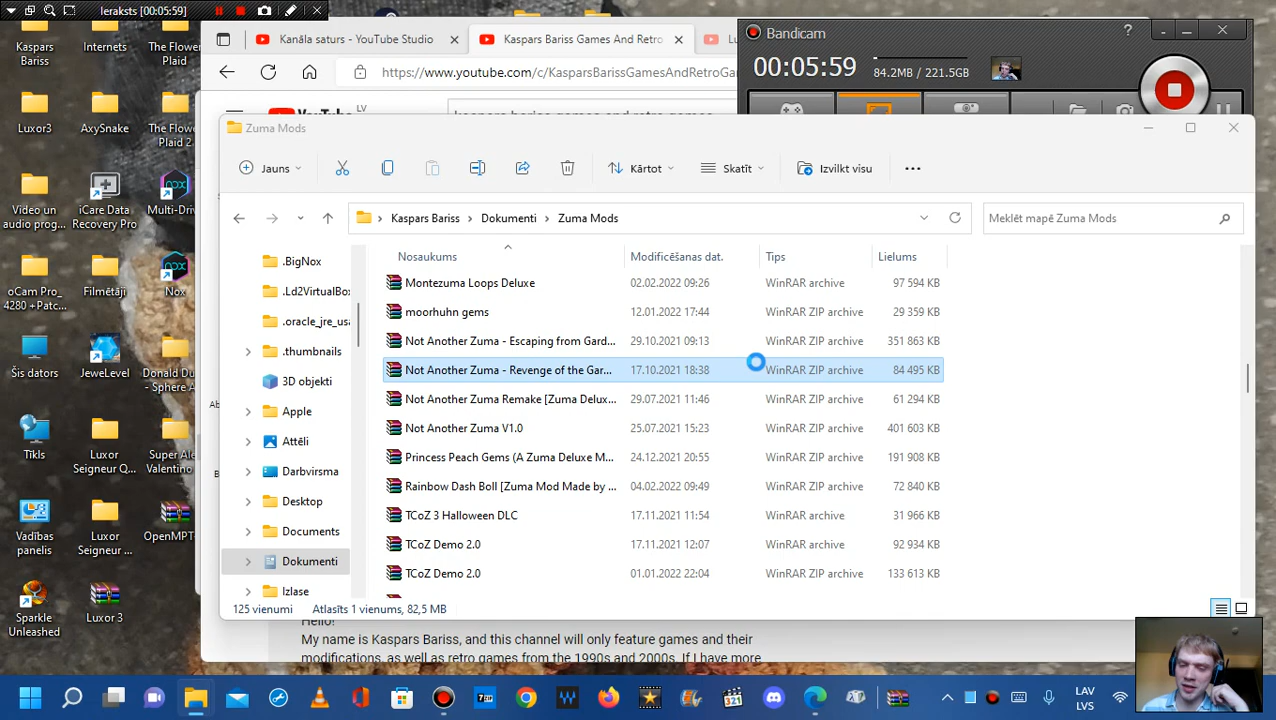 Ieraksts [00:05:59]
Kaspars Bariss
Internets
The Flower Plaid
Luxor3
AxySnake
The Flower Plaid 2
Video un audio prog...
iCare Data Recovery Pro
Multi-Driv
oCam Pro_ 4280 +Patc...
Filmētāji
Nox
Šis dators
JeweLevel
Donald Du - Sphere A
Tīkls
Luxor Seigneur Q...
Super Ale Valentino
Vadības panelis
Luxor Seigneur ...
OpenMPT-
Sparkle Unleashed
Luxor 3
Kanāla saturs - YouTube Studio
Kaspars Bariss Games And Retro
Lu
https://www.youtube.com/c/KasparsBarissGamesAndRetroGar
LV
kaspars bariss games and retro games
Bandicam
00:05:59
84.2MB / 221.5GB
Zuma Mods
Jauns
Kārtot
Skatīt
Izvilkt visu
Kaspars Bariss > Dokumenti > Zuma Mods
Meklēt mapē Zuma Mods
Nosaukums
Modificēšanas dat.
Tips
Lielums
.BigNox
.Ld2VirtualBox
.oracle_jre_usa
.thumbnails
3D objekti
Apple
Attēli
Darbvirsma
Desktop
Documents
Dokumenti
Izlase
Montezuma Loops Deluxe 02.02.2022 09:26 WinRAR archive 97 594 KB
moorhuhn gems 12.01.2022 17:44 WinRAR ZIP archive 29 359 KB
Not Another Zuma - Escaping from Gard... 29.10.2021 09:13 WinRAR ZIP archive 351 863 KB
Not Another Zuma - Revenge of the Gar... 17.10.2021 18:38 WinRAR ZIP archive 84 495 KB
Not Another Zuma Remake [Zuma Delux... 29.07.2021 11:46 WinRAR ZIP archive 61 294 KB
Not Another Zuma V1.0 25.07.2021 15:23 WinRAR ZIP archive 401 603 KB
Princess Peach Gems (A Zuma Deluxe M... 24.12.2021 20:55 WinRAR ZIP archive 191 908 KB
Rainbow Dash Boll [Zuma Mod Made by ... 04.02.2022 09:49 WinRAR ZIP archive 72 840 KB
TCoZ 3 Halloween DLC 17.11.2021 11:54 WinRAR archive 31 966 KB
TCoZ Demo 2.0 17.11.2021 12:07 WinRAR archive 92 934 KB
TCoZ Demo 2.0 01.01.2022 22:04 WinRAR ZIP archive 133 613 KB
125 vienumi
Atlasīts 1 vienums, 82,5 MB
Hello!
My name is Kaspars Bariss, and this channel will only feature games and their
modifications, as well as retro games from the 1990s and 2000s. If I have more
321
LAV
LVS